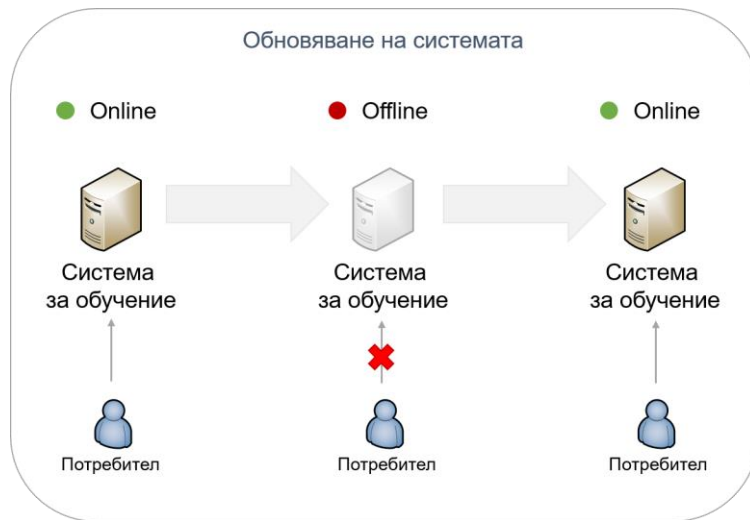 Обновяване на системата
Online
Offline
Online
Система
за обучение
Система
за обучение
Система
за обучение
Потребител
Потребител
Потребител